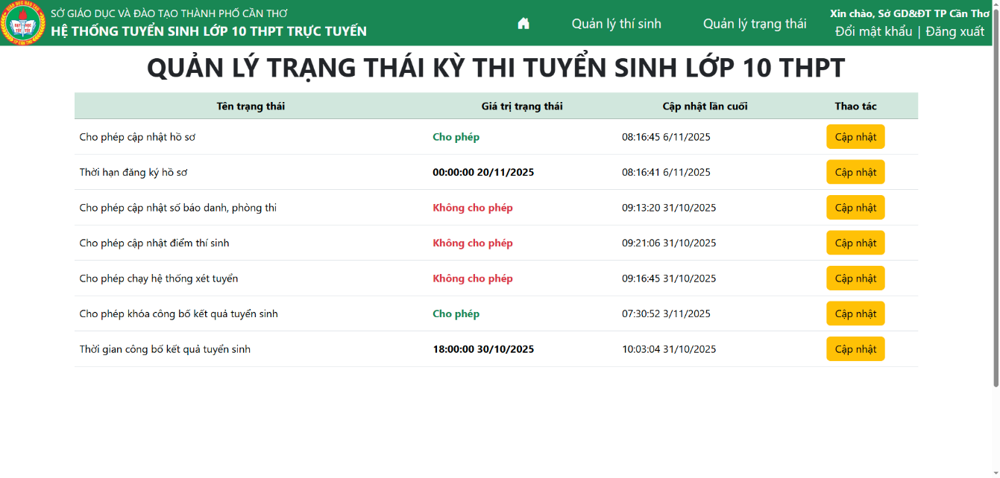 SỞ GIÁO DỤC VÀ ĐÀO TẠO THÀNH PHỐ CẦN THƠ
HỆ THỐNG TUYỂN SINH LỚP 10 THPT TRỰC TUYẾN
Quản lý thí sinh
Quản lý trạng thái
Xin chào, Sở GD&ĐT TP Cần Thơ
Đổi mật khẩu | Đăng xuất
QUẢN LÝ TRẠNG THÁI KỲ THI TUYỂN SINH LỚP 10 THPT
Tên trạng thái Giá trị trạng thái Cập nhật lần cuối Thao tác
Cho phép cập nhật hồ sơ Cho phép 08:16:45 6/11/2025 Cập nhật
Thời hạn đăng ký hồ sơ 00:00:00 20/11/2025 08:16:41 6/11/2025 Cập nhật
Cho phép cập nhật số báo danh, phòng thi Không cho phép 09:13:20 31/10/2025 Cập nhật
Cho phép cập nhật điểm thí sinh Không cho phép 09:21:06 31/10/2025 Cập nhật
Cho phép chạy hệ thống xét tuyển Không cho phép 09:16:45 31/10/2025 Cập nhật
Cho phép khóa công bố kết quả tuyển sinh Cho phép 07:30:52 3/11/2025 Cập nhật
Thời gian công bố kết quả tuyển sinh 18:00:00 30/10/2025 10:03:04 31/10/2025 Cập nhật